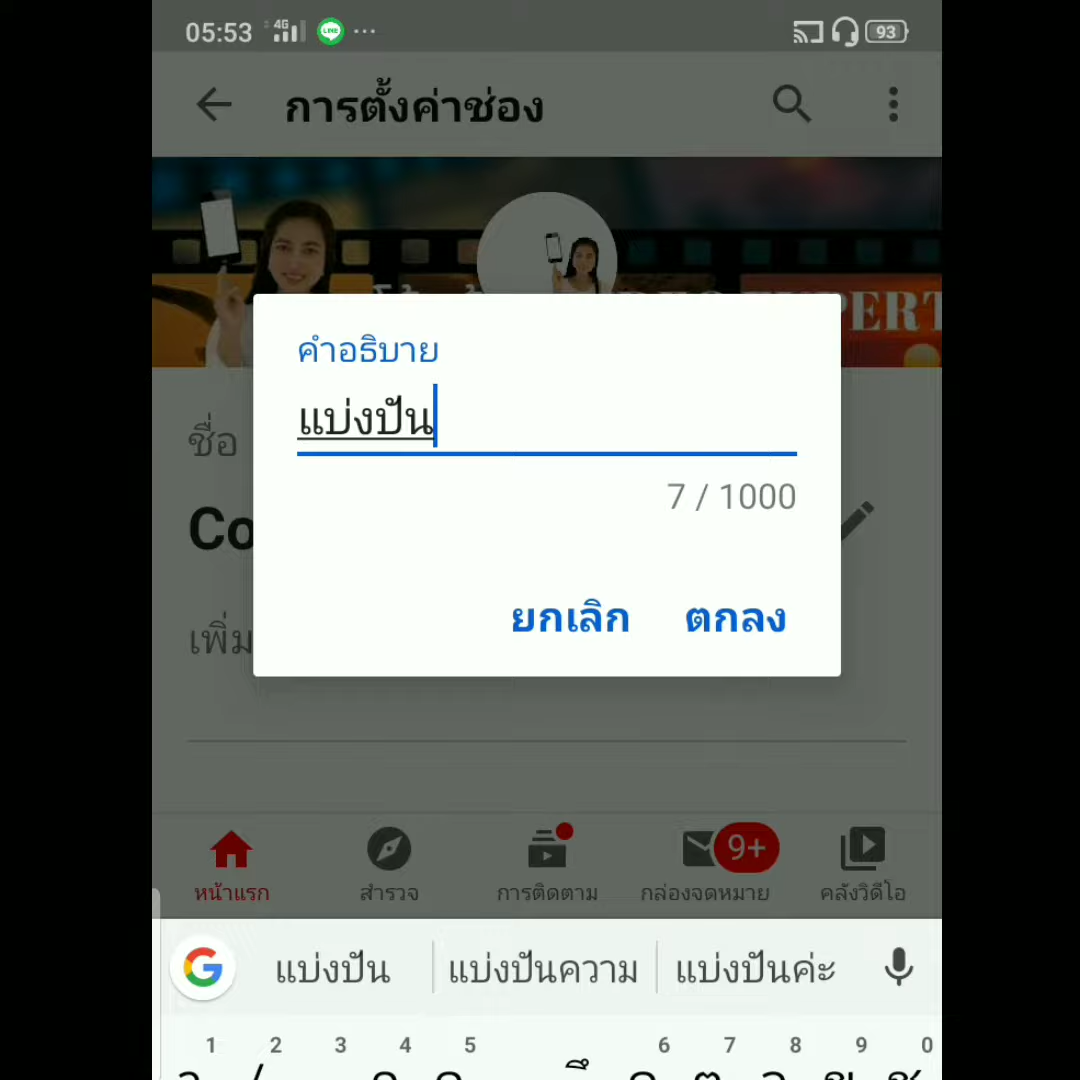 05:53 4G LINE ... 93
การตั้งค่าช่อง
PERT
คำอธิบาย
แบ่งปัน
ชื่อ
7 / 1000
Co
ยกเลิก ตกลง
เพิ่ม
9+
หน้าแรก สำรวจ การติดตาม กล่องจดหมาย คลังวิดีโอ
G แบ่งปัน แบ่งปันความ แบ่งปันค่ะ
1 2 3 4 5 6 7 8 9 0